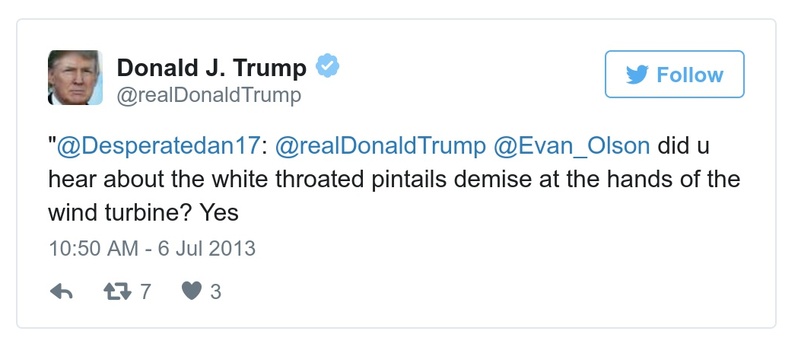 Donald J. Trump
@realDonaldTrump
Follow
"@Desperatedan17: @realDonaldTrump @Evan_Olson did u
hear about the white throated pintails demise at the hands of the
wind turbine? Yes
10:50 AM - 6 Jul 2013
7 3